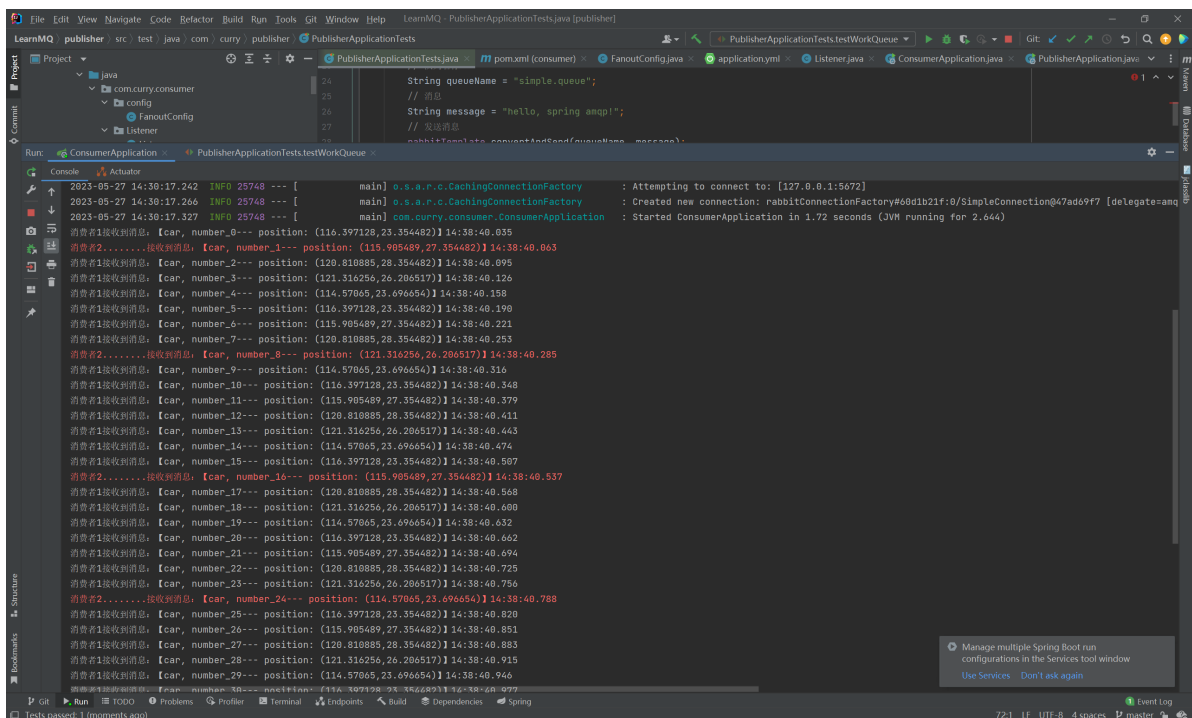 File Edit View Navigate Code Refactor Build Run Tools Git Window Help LearnMQ - PublisherApplicationTests.java [publisher]
LearnMQ publisher src test java com curry publisher PublisherApplicationTests PublisherApplicationTests.testWorkQueue Git:
Project PublisherApplicationTests.java pom.xml (consumer) FanoutConfig.java application.yml Listener.java ConsumerApplication.java PublisherApplication.java
java
com.curry.consumer
config
FanoutConfig
Listener
24 String queueName = "simple.queue";
25 // 消息
26 String message = "hello, spring amqp!";
27 // 发送消息
28 rabbitTemplate.convertAndSend(queueName, message);
1
Project
Commit
Structure
Bookmarks
Maven
Database
jclasslib
Run: ConsumerApplication PublisherApplicationTests.testWorkQueue
Console Actuator
2023-05-27 14:30:17.242 INFO 25748 --- [ main] o.s.a.r.c.CachingConnectionFactory : Attempting to connect to: [127.0.0.1:5672]
2023-05-27 14:30:17.266 INFO 25748 --- [ main] o.s.a.r.c.CachingConnectionFactory : Created new connection: rabbitConnectionFactory#60d1b21f:0/SimpleConnection@47ad69f7 [delegate=amq
2023-05-27 14:30:17.327 INFO 25748 --- [ main] com.curry.consumer.ConsumerApplication : Started ConsumerApplication in 1.72 seconds (JVM running for 2.644)
消费者1接收到消息:【car, number_0--- position: (116.397128,23.354482)】14:38:40.035
消费者2........接收到消息:【car, number_1--- position: (115.905489,27.354482)】14:38:40.063
消费者1接收到消息:【car, number_2--- position: (120.810885,28.354482)】14:38:40.095
消费者1接收到消息:【car, number_3--- position: (121.316256,26.206517)】14:38:40.126
消费者1接收到消息:【car, number_4--- position: (114.57065,23.696654)】14:38:40.158
消费者1接收到消息:【car, number_5--- position: (116.397128,23.354482)】14:38:40.190
消费者1接收到消息:【car, number_6--- position: (115.905489,27.354482)】14:38:40.221
消费者1接收到消息:【car, number_7--- position: (120.810885,28.354482)】14:38:40.253
消费者2........接收到消息:【car, number_8--- position: (121.316256,26.206517)】14:38:40.285
消费者1接收到消息:【car, number_9--- position: (114.57065,23.696654)】14:38:40.316
消费者1接收到消息:【car, number_10--- position: (116.397128,23.354482)】14:38:40.348
消费者1接收到消息:【car, number_11--- position: (115.905489,27.354482)】14:38:40.379
消费者1接收到消息:【car, number_12--- position: (120.810885,28.354482)】14:38:40.411
消费者1接收到消息:【car, number_13--- position: (121.316256,26.206517)】14:38:40.443
消费者1接收到消息:【car, number_14--- position: (114.57065,23.696654)】14:38:40.474
消费者1接收到消息:【car, number_15--- position: (116.397128,23.354482)】14:38:40.507
消费者2........接收到消息:【car, number_16--- position: (115.905489,27.354482)】14:38:40.537
消费者1接收到消息:【car, number_17--- position: (120.810885,28.354482)】14:38:40.568
消费者1接收到消息:【car, number_18--- position: (121.316256,26.206517)】14:38:40.600
消费者1接收到消息:【car, number_19--- position: (114.57065,23.696654)】14:38:40.632
消费者1接收到消息:【car, number_20--- position: (116.397128,23.354482)】14:38:40.662
消费者1接收到消息:【car, number_21--- position: (115.905489,27.354482)】14:38:40.694
消费者1接收到消息:【car, number_22--- position: (120.810885,28.354482)】14:38:40.725
消费者1接收到消息:【car, number_23--- position: (121.316256,26.206517)】14:38:40.756
消费者2........接收到消息:【car, number_24--- position: (114.57065,23.696654)】14:38:40.788
消费者1接收到消息:【car, number_25--- position: (116.397128,23.354482)】14:38:40.820
消费者1接收到消息:【car, number_26--- position: (115.905489,27.354482)】14:38:40.851
消费者1接收到消息:【car, number_27--- position: (120.810885,28.354482)】14:38:40.883
消费者1接收到消息:【car, number_28--- position: (121.316256,26.206517)】14:38:40.915
消费者1接收到消息:【car, number_29--- position: (114.57065,23.696654)】14:38:40.946
消费者1接收到消息:【car, number_30--- position: (116.397128,23.354482)】14:38:40.977
Manage multiple Spring Boot run
configurations in the Services tool window
Use Services Don't ask again
Git Run TODO Problems Profiler Terminal Endpoints Build Dependencies Spring 1 Event Log
Tests passed: 1 (moments ago) 72:1 LF UTF-8 4 spaces master